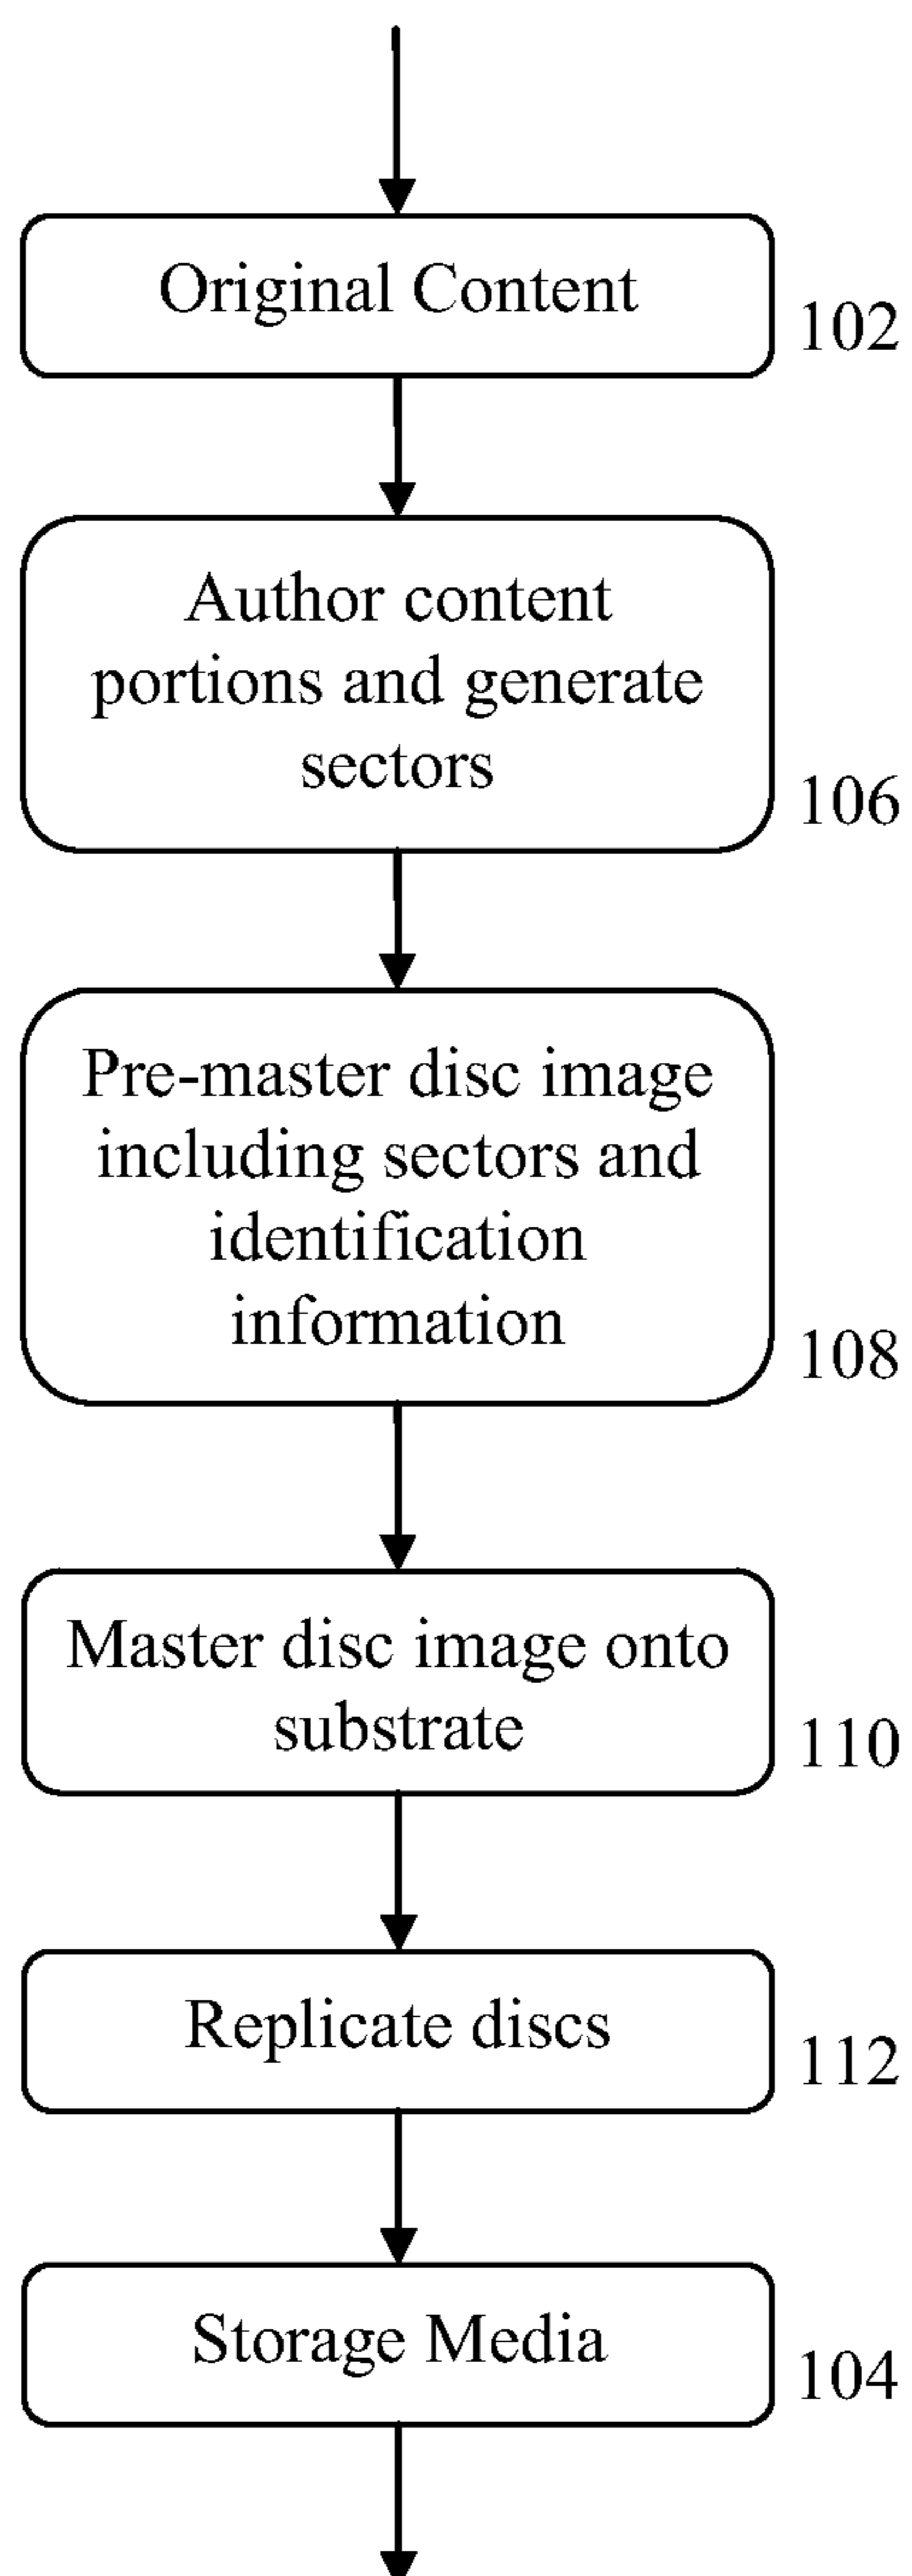 Original Content
102
Author content
portions and generate
sectors
106
Pre-master disc image
including sectors and
identification
information
108
Master disc image onto
substrate
110
Replicate discs
112
Storage Media
104